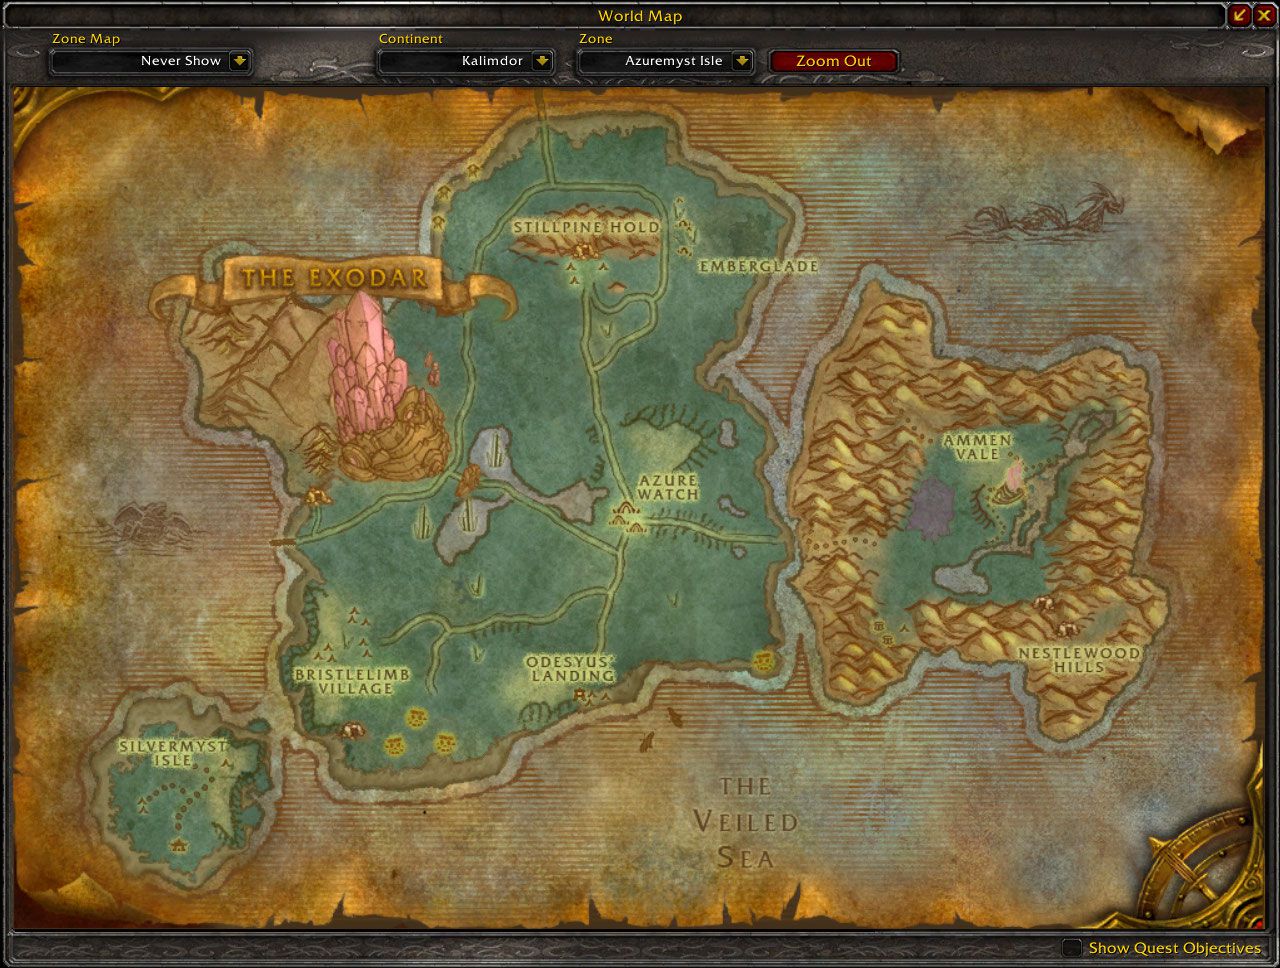 World Map
Zone Map
Continent
Zone
Never Show
Kalimdor
Azuremyst Isle
Zoom Out
STILLPINE HOLD
EMBERGLADE
THE EXODAR
AMMEN
VALE
AZURE
WATCH
NESTLEWOOD
HILLS
ODESYUS'
LANDING
BRISTLELIMB
VILLAGE
SILVERMYST
ISLE
THE
VEILED
SEA
Show Quest Objectives